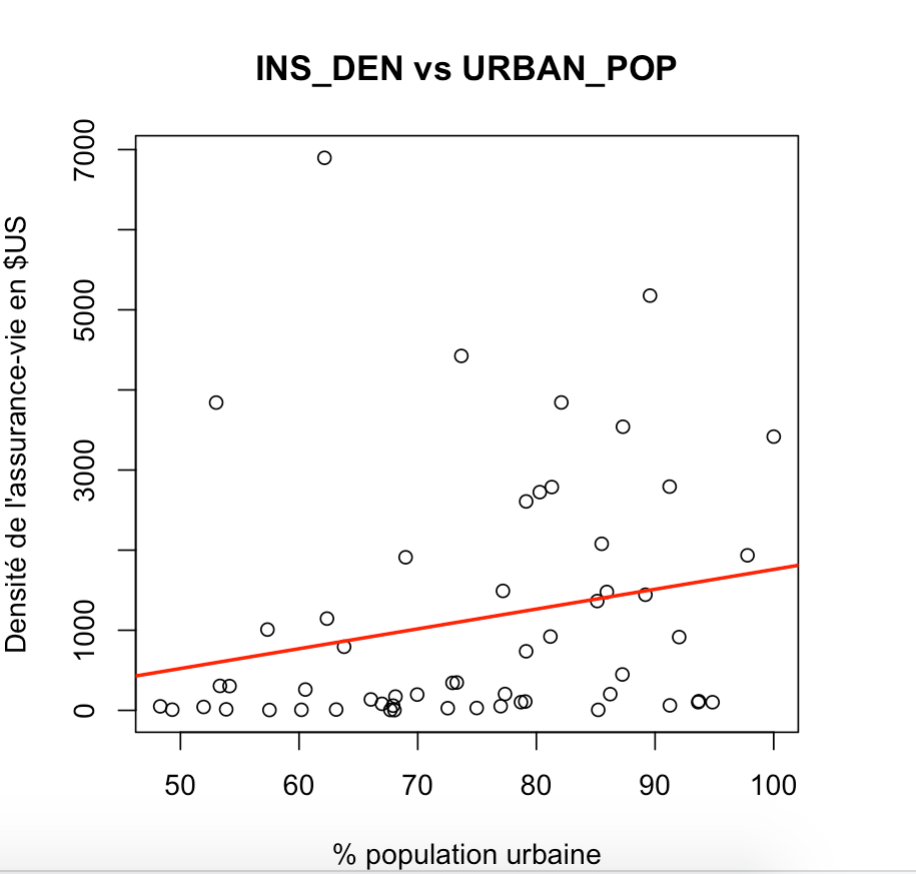 INS_DEN vs URBAN_POP
Densité de l'assurance-vie en $US
7000
5000
3000
1000
0
50 60 70 80 90 100
% population urbaine